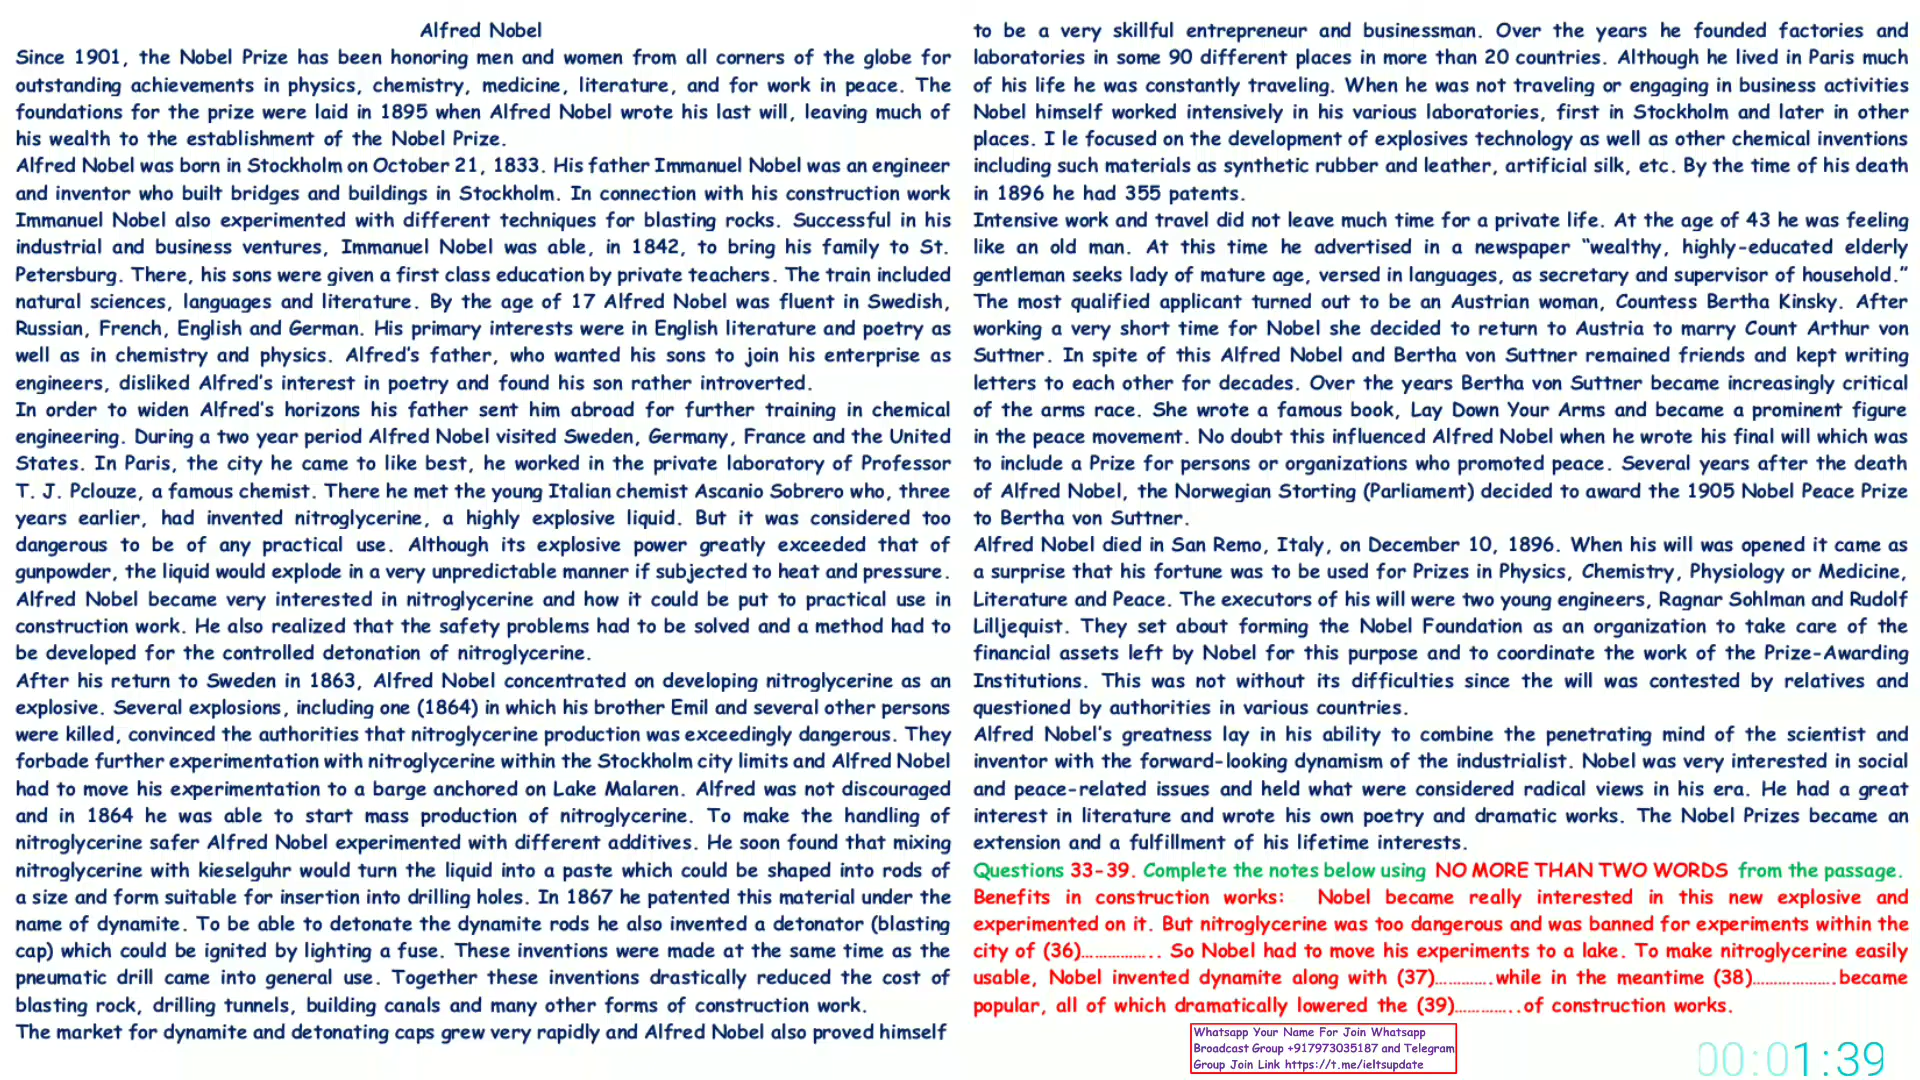 Alfred Nobel
Since 1901, the Nobel Prize has been honoring men and women from all corners of the globe for
outstanding achievements in physics, chemistry, medicine, literature, and for work in peace. The
foundations for the prize were laid in 1895 when Alfred Nobel wrote his last will, leaving much of
his wealth to the establishment of the Nobel Prize.
Alfred Nobel was born in Stockholm on October 21, 1833. His father Immanuel Nobel was an engineer
and inventor who built bridges and buildings in Stockholm. In connection with his construction work
Immanuel Nobel also experimented with different techniques for blasting rocks. Successful in his
industrial and business ventures, Immanuel Nobel was able, in 1842, to bring his family to St.
Petersburg. There, his sons were given a first class education by private teachers. The train included
natural sciences, languages and literature. By the age of 17 Alfred Nobel was fluent in Swedish,
Russian, French, English and German. His primary interests were in English literature and poetry as
well as in chemistry and physics. Alfred's father, who wanted his sons to join his enterprise as
engineers, disliked Alfred's interest in poetry and found his son rather introverted.
In order to widen Alfred's horizons his father sent him abroad for further training in chemical
engineering. During a two year period Alfred Nobel visited Sweden, Germany, France and the United
States. In Paris, the city he came to like best, he worked in the private laboratory of Professor
T. J. Pclouze, a famous chemist. There he met the young Italian chemist Ascanio Sobrero who, three
years earlier, had invented nitroglycerine, a highly explosive liquid. But it was considered too
dangerous to be of any practical use. Although its explosive power greatly exceeded that of
gunpowder, the liquid would explode in a very unpredictable manner if subjected to heat and pressure.
Alfred Nobel became very interested in nitroglycerine and how it could be put to practical use in
construction work. He also realized that the safety problems had to be solved and a method had to
be developed for the controlled detonation of nitroglycerine.
After his return to Sweden in 1863, Alfred Nobel concentrated on developing nitroglycerine as an
explosive. Several explosions, including one (1864) in which his brother Emil and several other persons
were killed, convinced the authorities that nitroglycerine production was exceedingly dangerous. They
forbade further experimentation with nitroglycerine within the Stockholm city limits and Alfred Nobel
had to move his experimentation to a barge anchored on Lake Malaren. Alfred was not discouraged
and in 1864 he was able to start mass production of nitroglycerine. To make the handling of
nitroglycerine safer Alfred Nobel experimented with different additives. He soon found that mixing
nitroglycerine with kieselguhr would turn the liquid into a paste which could be shaped into rods of
a size and form suitable for insertion into drilling holes. In 1867 he patented this material under the
name of dynamite. To be able to detonate the dynamite rods he also invented a detonator (blasting
cap) which could be ignited by lighting a fuse. These inventions were made at the same time as the
pneumatic drill came into general use. Together these inventions drastically reduced the cost of
blasting rock, drilling tunnels, building canals and many other forms of construction work.
The market for dynamite and detonating caps grew very rapidly and Alfred Nobel also proved himself
to be a very skillful entrepreneur and businessman. Over the years he founded factories and
laboratories in some 90 different places in more than 20 countries. Although he lived in Paris much
of his life he was constantly traveling. When he was not traveling or engaging in business activities
Nobel himself worked intensively in his various laboratories, first in Stockholm and later in other
places. I le focused on the development of explosives technology as well as other chemical inventions
including such materials as synthetic rubber and leather, artificial silk, etc. By the time of his death
in 1896 he had 355 patents.
Intensive work and travel did not leave much time for a private life. At the age of 43 he was feeling
like an old man. At this time he advertised in a newspaper “wealthy, highly-educated elderly
gentleman seeks lady of mature age, versed in languages, as secretary and supervisor of household.”
The most qualified applicant turned out to be an Austrian woman, Countess Bertha Kinsky. After
working a very short time for Nobel she decided to return to Austria to marry Count Arthur von
Suttner. In spite of this Alfred Nobel and Bertha von Suttner remained friends and kept writing
letters to each other for decades. Over the years Bertha von Suttner became increasingly critical
of the arms race. She wrote a famous book, Lay Down Your Arms and became a prominent figure
in the peace movement. No doubt this influenced Alfred Nobel when he wrote his final will which was
to include a Prize for persons or organizations who promoted peace. Several years after the death
of Alfred Nobel, the Norwegian Storting (Parliament) decided to award the 1905 Nobel Peace Prize
to Bertha von Suttner.
Alfred Nobel died in San Remo, Italy, on December 10, 1896. When his will was opened it came as
a surprise that his fortune was to be used for Prizes in Physics, Chemistry, Physiology or Medicine,
Literature and Peace. The executors of his will were two young engineers, Ragnar Sohlman and Rudolf
Lilljequist. They set about forming the Nobel Foundation as an organization to take care of the
financial assets left by Nobel for this purpose and to coordinate the work of the Prize-Awarding
Institutions. This was not without its difficulties since the will was contested by relatives and
questioned by authorities in various countries.
Alfred Nobel's greatness lay in his ability to combine the penetrating mind of the scientist and
inventor with the forward-looking dynamism of the industrialist. Nobel was very interested in social
and peace-related issues and held what were considered radical views in his era. He had a great
interest in literature and wrote his own poetry and dramatic works. The Nobel Prizes became an
extension and a fulfillment of his lifetime interests.
Questions 33-39. Complete the notes below using NO MORE THAN TWO WORDS from the passage.
Benefits in construction works: Nobel became really interested in this new explosive and
experimented on it. But nitroglycerine was too dangerous and was banned for experiments within the
city of (36)…………….. So Nobel had to move his experiments to a lake. To make nitroglycerine easily
usable, Nobel invented dynamite along with (37)………….while in the meantime (38)……………….became
popular, all of which dramatically lowered the (39)…………..of construction works.
Whatsapp Your Name For Join Whatsapp
Broadcast Group +917973035187 and Telegram
Group Join Link https://t.me/ieltsupdate
00:01:39